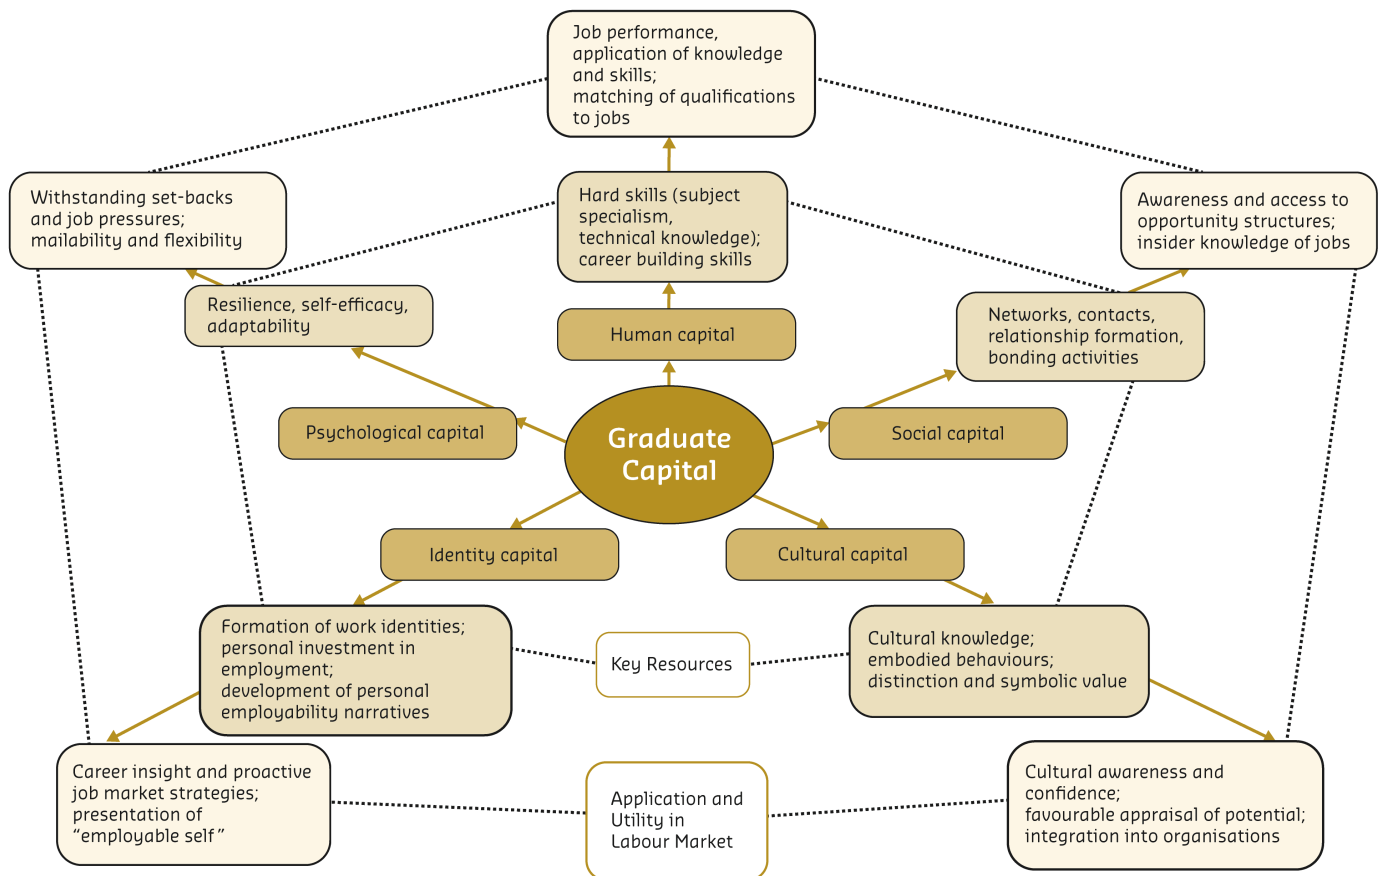 Job performance,
application of knowledge
and skills;
matching of qualifications
to jobs
Withstanding set-backs
and job pressures;
mailability and flexibility
Hard skills (subject
specialism,
technical knowledge);
career building skills
Awareness and access to
opportunity structures;
insider knowledge of jobs
Resilience, self-efficacy,
adaptability
Human capital
Networks, contacts,
relationship formation,
bonding activities
Psychological capital
Graduate
Capital
Social capital
Identity capital
Cultural capital
Formation of work identities;
personal investment in
employment;
development of personal
employability narratives
Key Resources
Cultural knowledge;
embodied behaviours;
distinction and symbolic value
Career insight and proactive
job market strategies;
presentation of
“employable self”
Application and
Utility in
Labour Market
Cultural awareness and
confidence;
favourable appraisal of potential;
integration into organisations